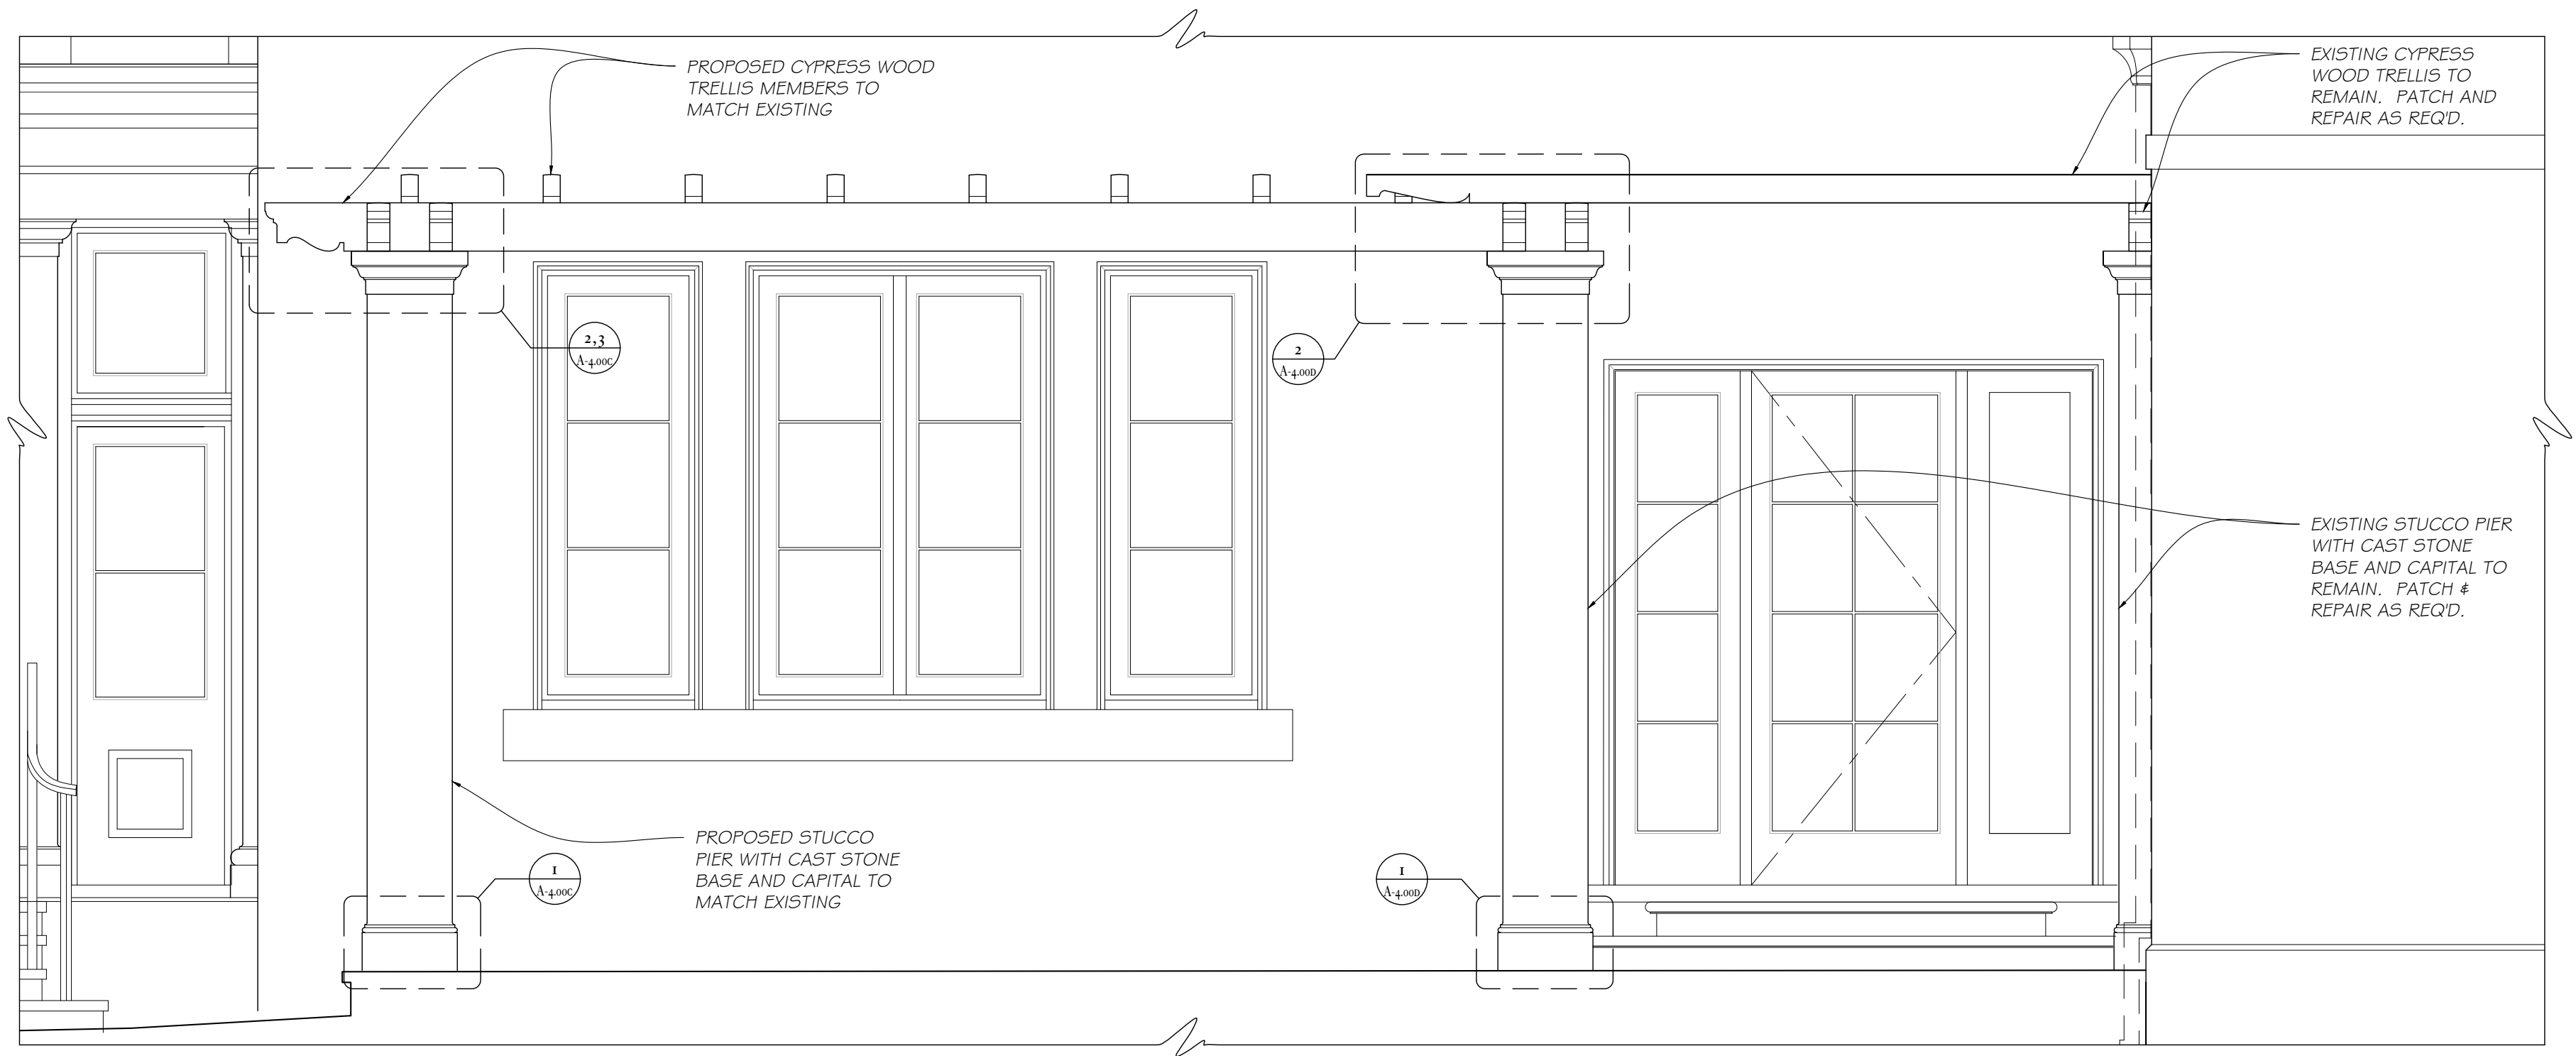 PROPOSED CYPRESS WOOD
TRELLIS MEMBERS TO
MATCH EXISTING
EXISTING CYPRESS
WOOD TRELLIS TO
REMAIN. PATCH AND
REPAIR AS REQ'D.
2,3
A-4.00C
2
A-4.00D
EXISTING STUCCO PIER
WITH CAST STONE
BASE AND CAPITAL TO
REMAIN. PATCH &
REPAIR AS REQ'D.
PROPOSED STUCCO
PIER WITH CAST STONE
BASE AND CAPITAL TO
MATCH EXISTING
1
A-4.00C
1
A-4.00D